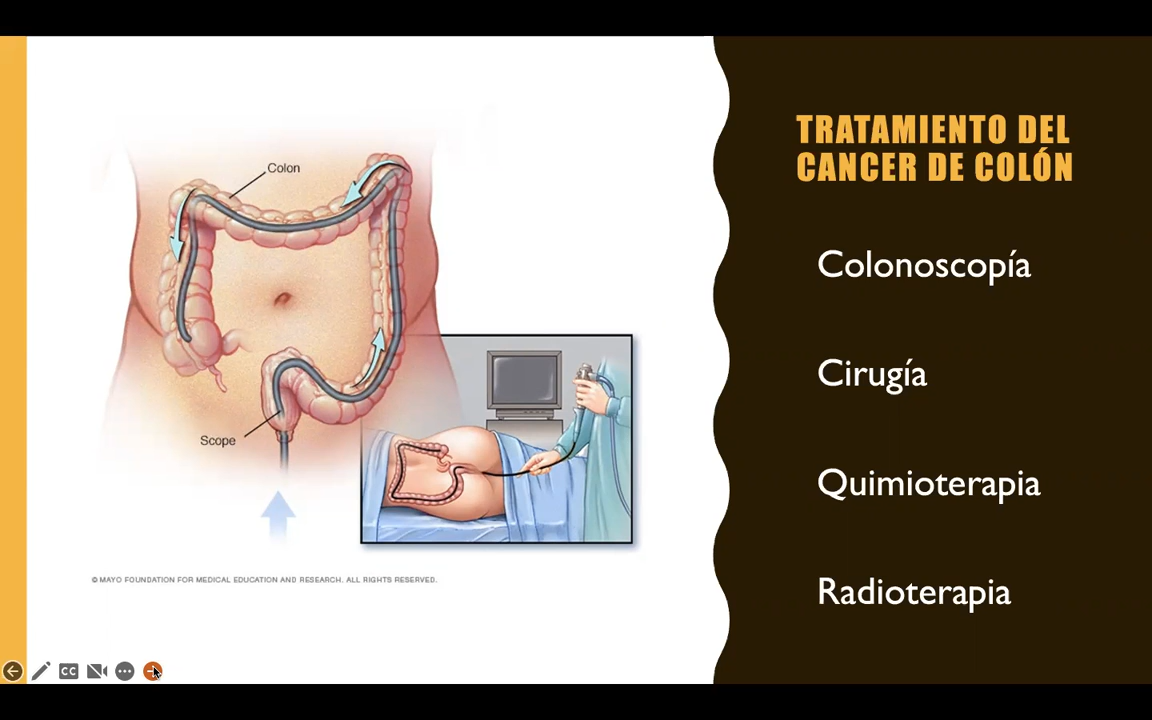 TRATAMIENTO DEL
CANCER DE COLÓN
Colonoscopía
Cirugía
Quimioterapia
Radioterapia
Colon
Scope
© MAYO FOUNDATION FOR MEDICAL EDUCATION AND RESEARCH. ALL RIGHTS RESERVED.
CC